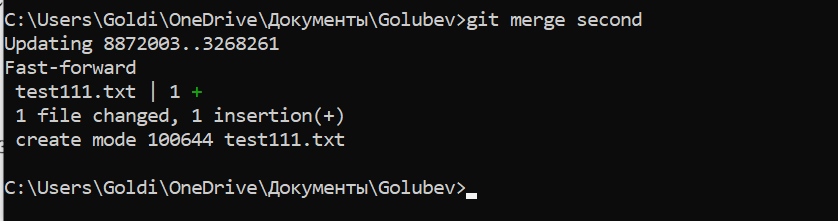 C:\Users\Goldi\OneDrive\Документы\Golubev>git merge second
Updating 8872003..3268261
Fast-forward
 test111.txt | 1 +
 1 file changed, 1 insertion(+)
 create mode 100644 test111.txt
C:\Users\Goldi\OneDrive\Документы\Golubev>